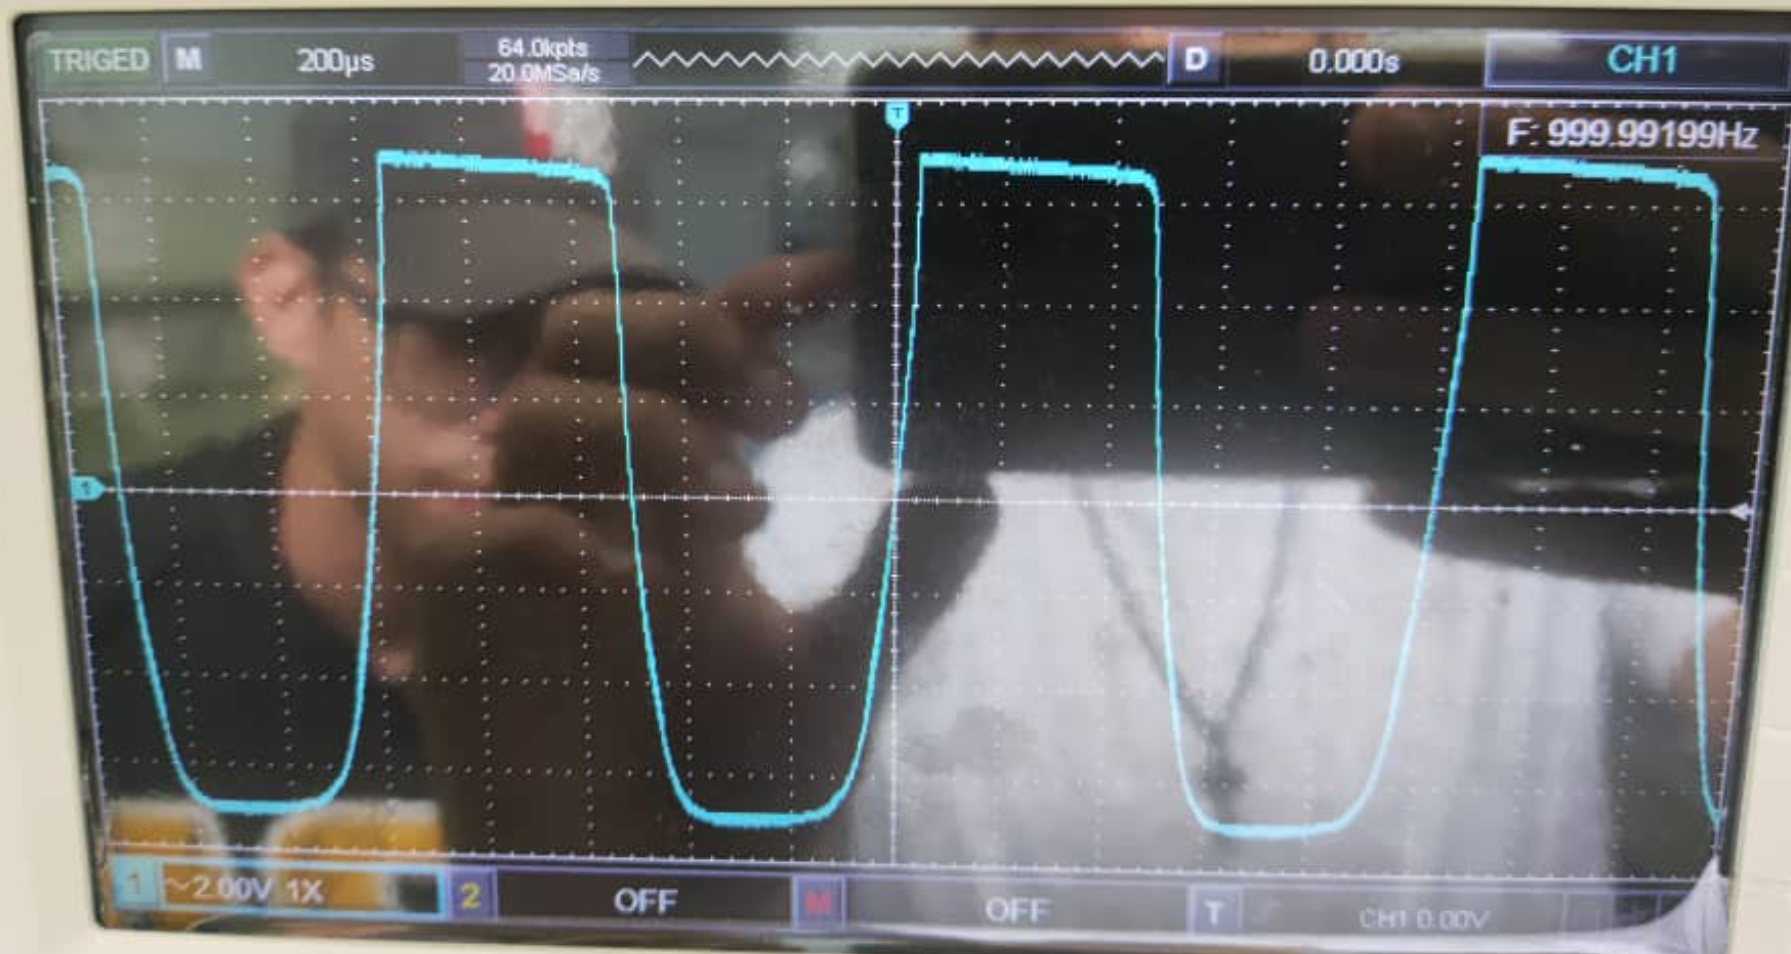 TRIGED M 200µs 64.0kpts D 0.000s CH1
20.0MSa/s
T
F: 999.99199Hz
1
1 ~2.00V 1X 2 OFF M OFF T CH1 0.00V